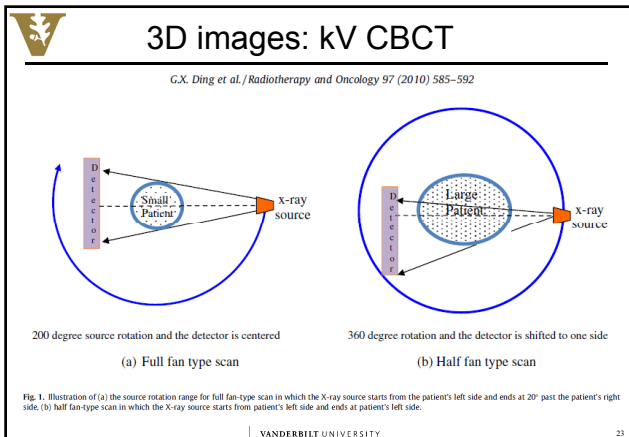 3D images: kV CBCT
G.X. Ding et al. / Radiotherapy and Oncology 97 (2010) 585–592
Detector
Small
Patient
x-ray
source
Detector
Large
Patient
x-ray
source
200 degree source rotation and the detector is centered
360 degree rotation and the detector is shifted to one side
(a) Full fan type scan
(b) Half fan type scan
Fig. 1. Illustration of (a) the source rotation range for full fan-type scan in which the X-ray source starts from the patient's left side and ends at 20° past the patient's right
side, (b) half fan-type scan in which the X-ray source starts from patient's left side and ends at patient's left side.
VANDERBILT UNIVERSITY
23